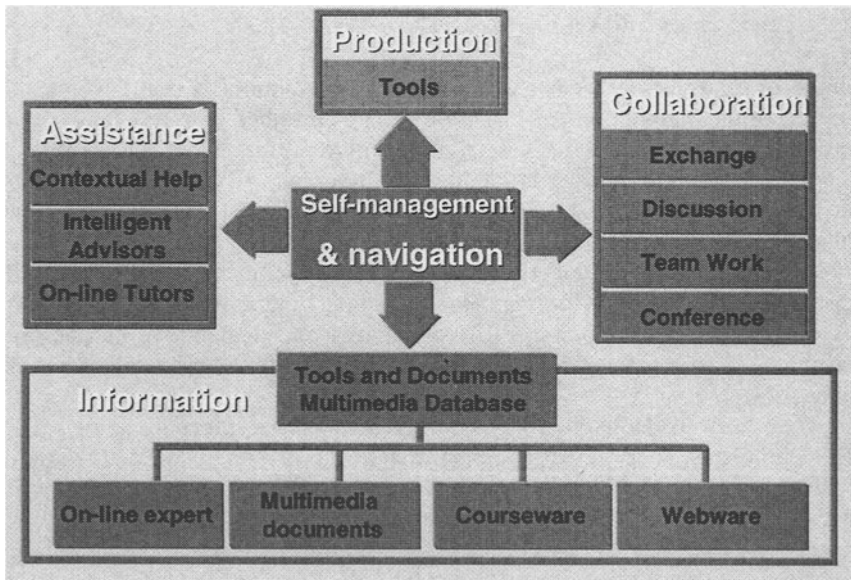 Production
Tools
Assistance
Contextual Help
Intelligent
Advisors
On-line Tutors
Self-management
& navigation
Collaboration
Exchange
Discussion
Team Work
Conference
Information
Tools and Documents
Multimedia Database
On-line expert
Multimedia
documents
Courseware
Webware